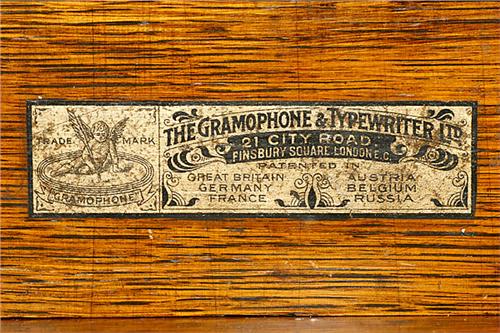 TRADE MARK
GRAMOPHONE
THE GRAMOPHONE & TYPEWRITER LTD
21 CITY ROAD
FINSBURY SQUARE. LONDON E.C.
PATENTED IN
GREAT BRITAIN AUSTRIA
GERMANY BELGIUM
FRANCE RUSSIA